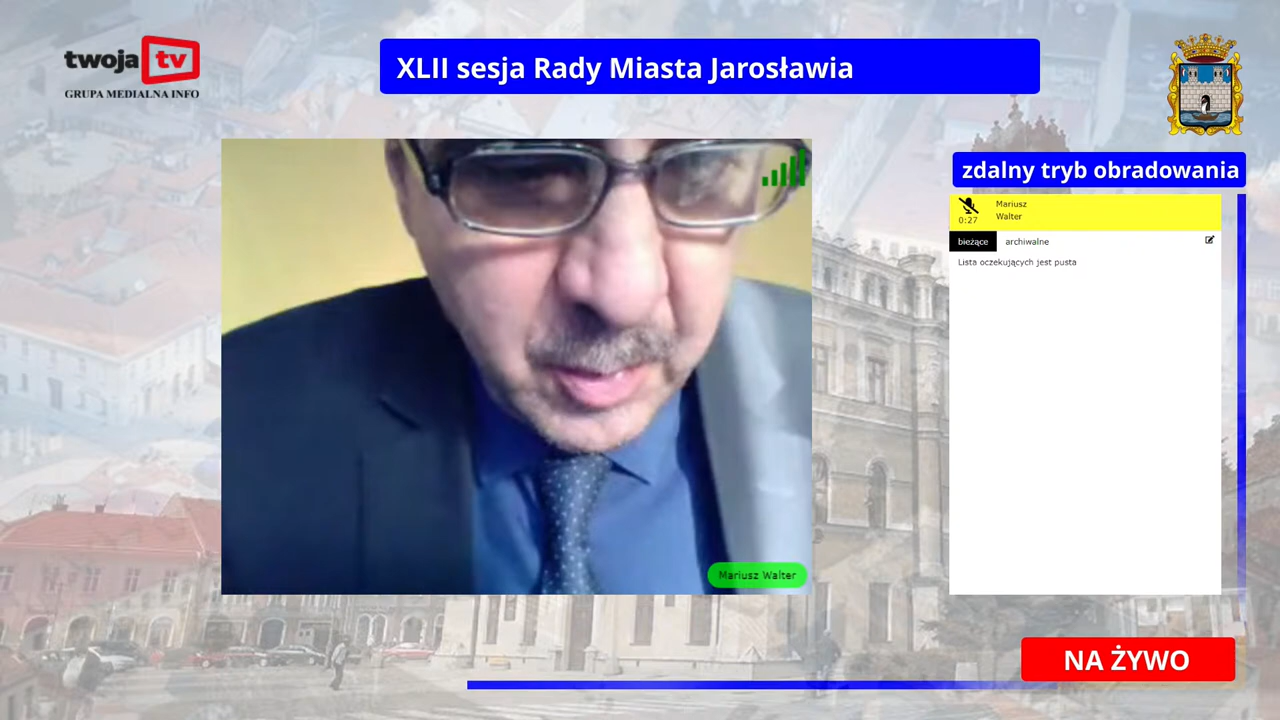 twoja tv
GRUPA MEDIALNA INFO
XLII sesja Rady Miasta Jarosławia
zdalny tryb obradowania
0:27
Mariusz
Walter
bieżące
archiwalne
Lista oczekujących jest pusta
Mariusz Walter
NA ŻYWO